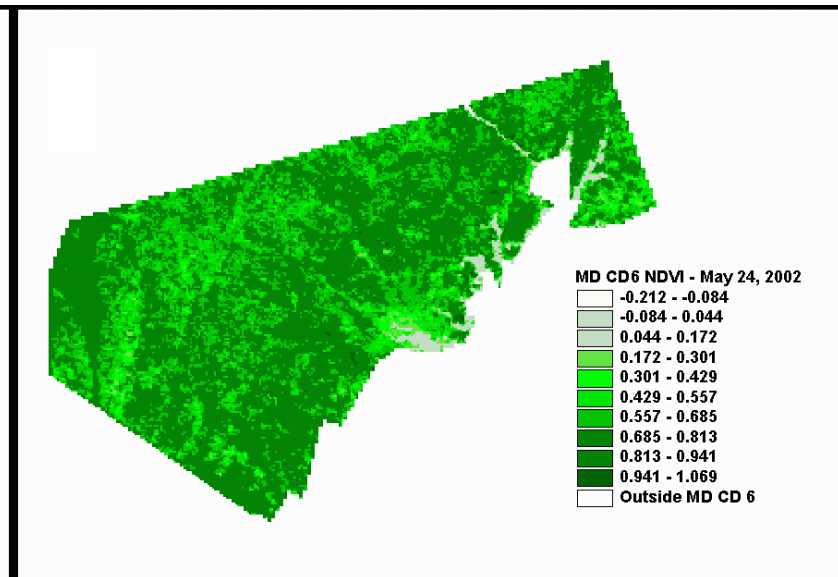 MD CD6 NDVI - May 24, 2002
-0.212 - -0.084
-0.084 - 0.044
0.044 - 0.172
0.172 - 0.301
0.301 - 0.429
0.429 - 0.557
0.557 - 0.685
0.685 - 0.813
0.813 - 0.941
0.941 - 1.069
Outside MD CD 6